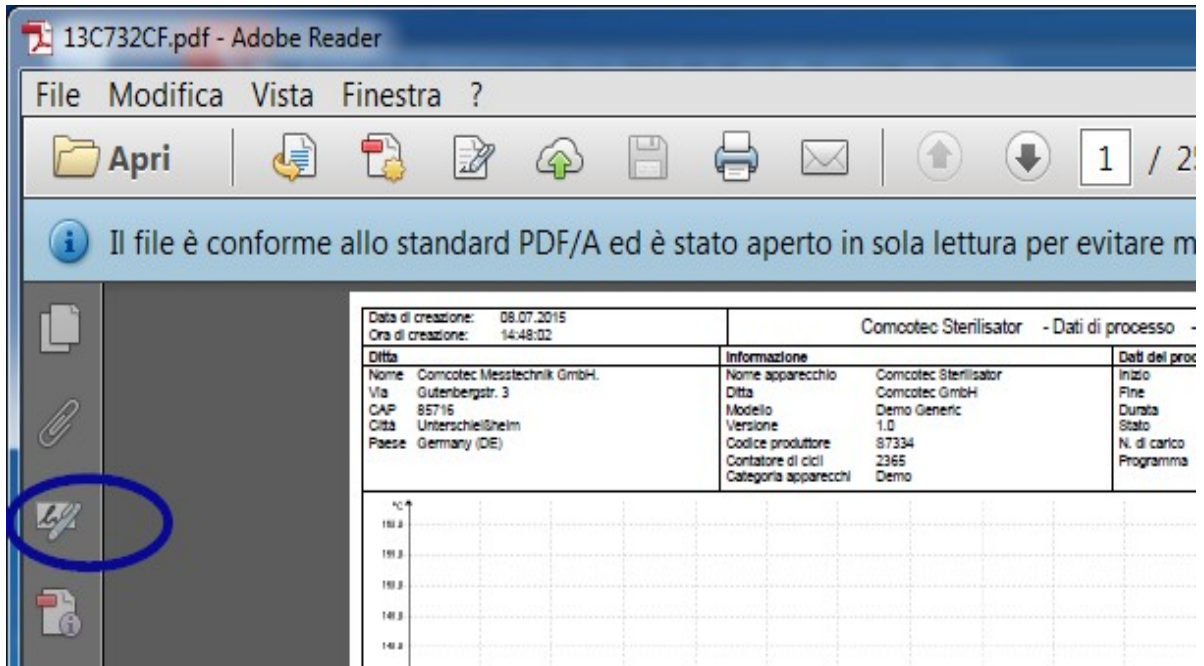 13C732CF.pdf - Adobe Reader
File Modifica Vista Finestra ?
Apri 1 / 2
Il file è conforme allo standard PDF/A ed è stato aperto in sola lettura per evitare m
Data di creazione: 08.07.2015
Ora di creazione: 14:48:02
Comcotec Sterilisator - Dati di processo -
Ditta
Nome Comcotec Messtechnik GmbH.
Via Gutenbergstr. 3
CAP 85716
Città Unterschleißheim
Paese Germany (DE)
Informazione
Nome apparecchio Comcotec Sterilisator
Ditta Comcotec GmbH
Modello Demo Generic
Versione 1.0
Codice produttore S7334
Contatore di cicli 2365
Categoria apparecchi Demo
Dati del proc
Inizio
Fine
Durata
Stato
N. di carico
Programma
°C